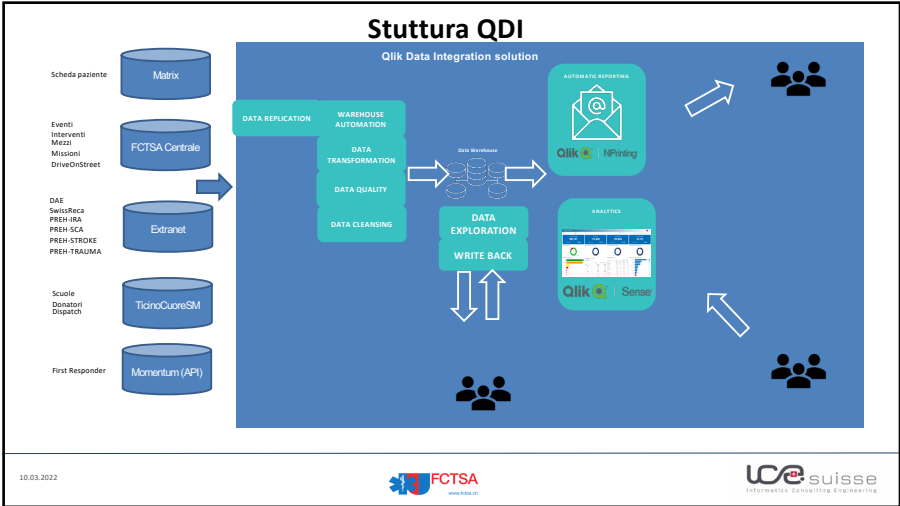 Stuttura QDI
Qlik Data Integration solution
Scheda paziente
Matrix
Eventi
Interventi
Mezzi
Missioni
DriveOnStreet
FCTSA Centrale
DAE
SwissReca
PREH-IRA
PREH-SCA
PREH-STROKE
PREH-TRAUMA
Extranet
Scuole
Donatori
Dispatch
TicinoCuoreSM
First Responder
Momentum (API)
DATA REPLICATION
WAREHOUSE
AUTOMATION
DATA
TRANSFORMATION
DATA QUALITY
DATA CLEANSING
Data Warehouse
DATA
EXPLORATION
WRITE BACK
AUTOMATIC REPORTING
@
Qlik NPrinting
ANALYTICS
Qlik Sense
10.03.2022
FCTSA
www.fctsa.ch
suisse
Informatics Consulting Engineering